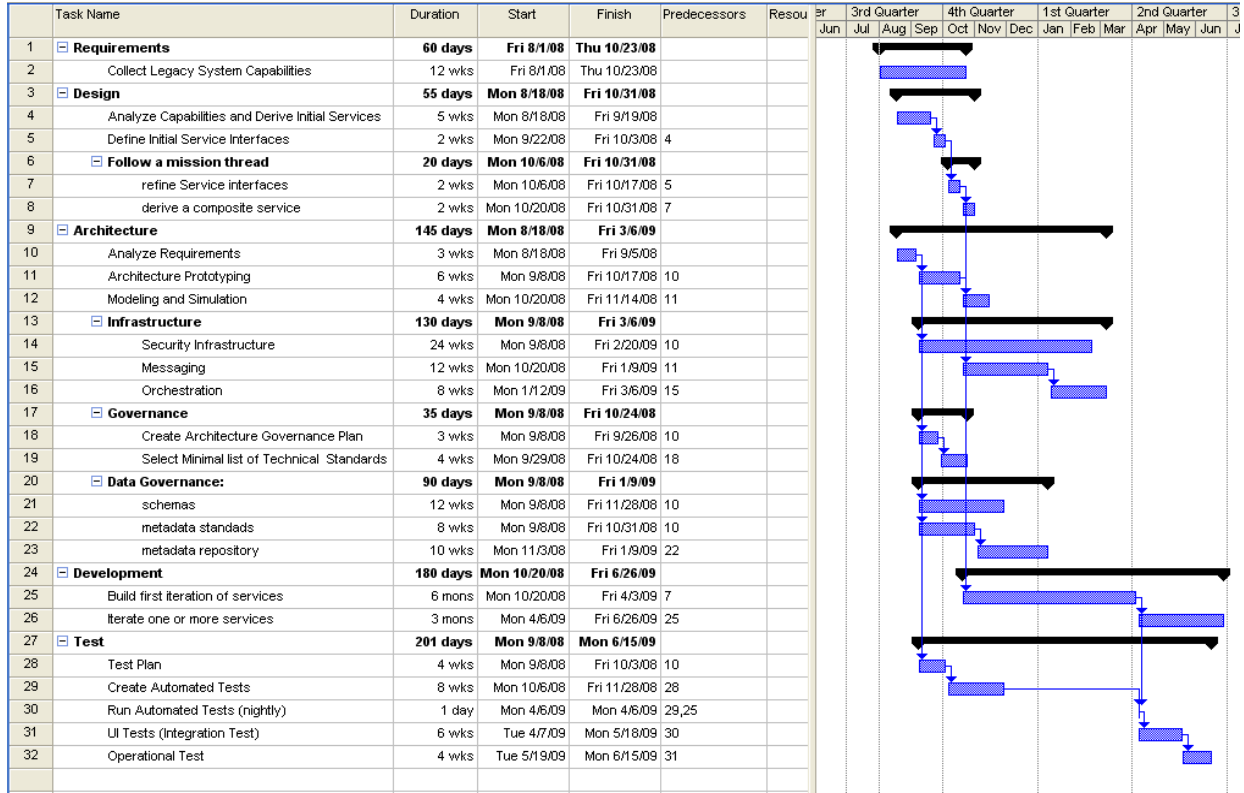 Task Name Duration Start Finish Predecessors Resou er 3rd Quarter 4th Quarter 1st Quarter 2nd Quarter 3
Jun Jul Aug Sep Oct Nov Dec Jan Feb Mar Apr May Jun J
1 Requirements 60 days Fri 8/1/08 Thu 10/23/08
2 Collect Legacy System Capabilities 12 wks Fri 8/1/08 Thu 10/23/08
3 Design 55 days Mon 8/18/08 Fri 10/31/08
4 Analyze Capabilities and Derive Initial Services 5 wks Mon 8/18/08 Fri 9/19/08
5 Define Initial Service Interfaces 2 wks Mon 9/22/08 Fri 10/3/08 4
6 Follow a mission thread 20 days Mon 10/6/08 Fri 10/31/08
7 refine Service interfaces 2 wks Mon 10/6/08 Fri 10/17/08 5
8 derive a composite service 2 wks Mon 10/20/08 Fri 10/31/08 7
9 Architecture 145 days Mon 8/18/08 Fri 3/6/09
10 Analyze Requirements 3 wks Mon 8/18/08 Fri 9/5/08
11 Architecture Prototyping 6 wks Mon 9/8/08 Fri 10/17/08 10
12 Modeling and Simulation 4 wks Mon 10/20/08 Fri 11/14/08 11
13 Infrastructure 130 days Mon 9/8/08 Fri 3/6/09
14 Security Infrastructure 24 wks Mon 9/8/08 Fri 2/20/09 10
15 Messaging 12 wks Mon 10/20/08 Fri 1/9/09 11
16 Orchestration 8 wks Mon 1/12/09 Fri 3/6/09 15
17 Governance 35 days Mon 9/8/08 Fri 10/24/08
18 Create Architecture Governance Plan 3 wks Mon 9/8/08 Fri 9/26/08 10
19 Select Minimal list of Technical Standards 4 wks Mon 9/29/08 Fri 10/24/08 18
20 Data Governance: 90 days Mon 9/8/08 Fri 1/9/09
21 schemas 12 wks Mon 9/8/08 Fri 11/28/08 10
22 metadata standads 8 wks Mon 9/8/08 Fri 10/31/08 10
23 metadata repository 10 wks Mon 11/3/08 Fri 1/9/09 22
24 Development 180 days Mon 10/20/08 Fri 6/26/09
25 Build first iteration of services 6 mons Mon 10/20/08 Fri 4/3/09 7
26 Iterate one or more services 3 mons Mon 4/6/09 Fri 6/26/09 25
27 Test 201 days Mon 9/8/08 Mon 6/15/09
28 Test Plan 4 wks Mon 9/8/08 Fri 10/3/08 10
29 Create Automated Tests 8 wks Mon 10/6/08 Fri 11/28/08 28
30 Run Automated Tests (nightly) 1 day Mon 4/6/09 Mon 4/6/09 29,25
31 UI Tests (Integration Test) 6 wks Tue 4/7/09 Mon 5/18/09 30
32 Operational Test 4 wks Tue 5/19/09 Mon 6/15/09 31